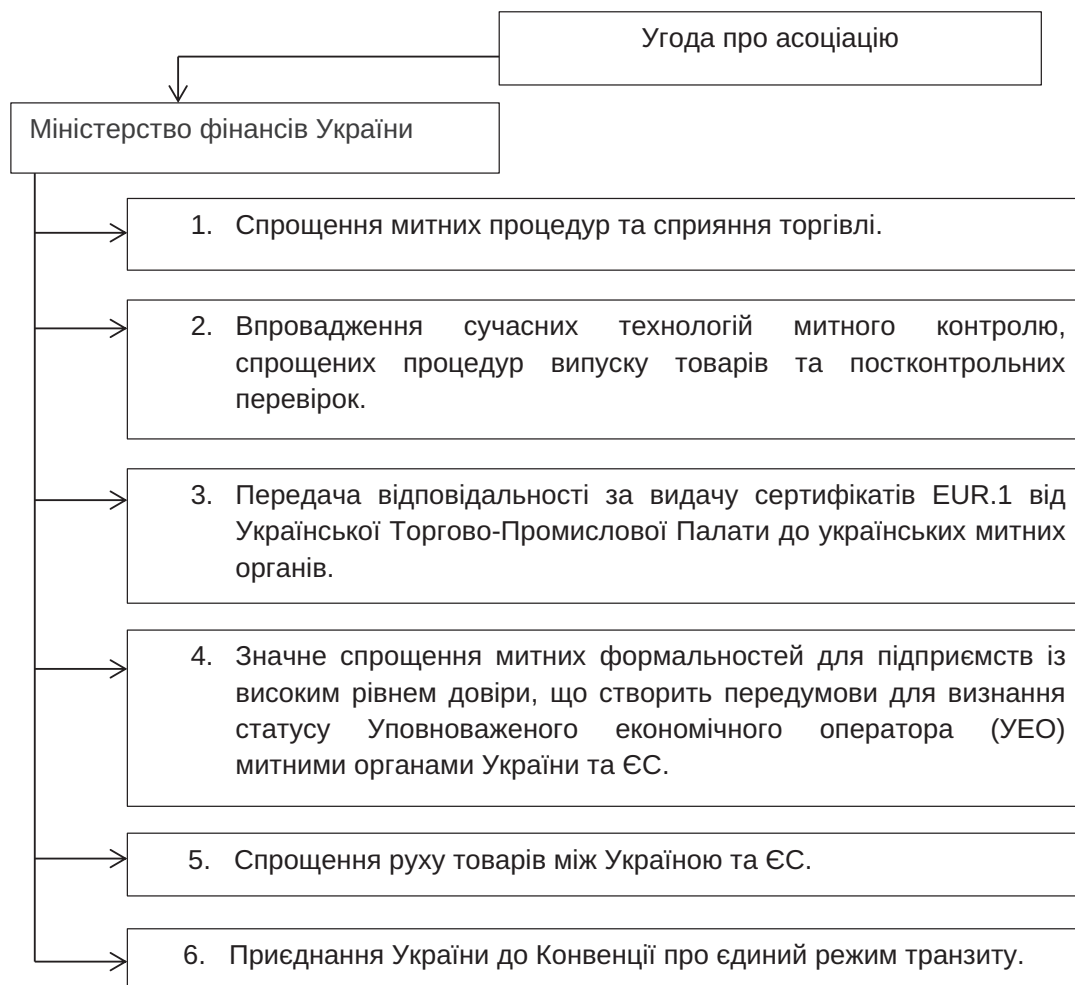 Угода про асоціацію
Міністерство фінансів України
1. Спрощення митних процедур та сприяння торгівлі.
2. Впровадження сучасних технологій митного контролю,
спрощених процедур випуску товарів та постконтрольних
перевірок.
3. Передача відповідальності за видачу сертифікатів EUR.1 від
Української Торгово-Промислової Палати до українських митних
органів.
4. Значне спрощення митних формальностей для підприємств із
високим рівнем довіри, що створить передумови для визнання
статусу Уповноваженого економічного оператора (УЕО)
митними органами України та ЄС.
5. Спрощення руху товарів між Україною та ЄС.
6. Приєднання України до Конвенції про єдиний режим транзиту.